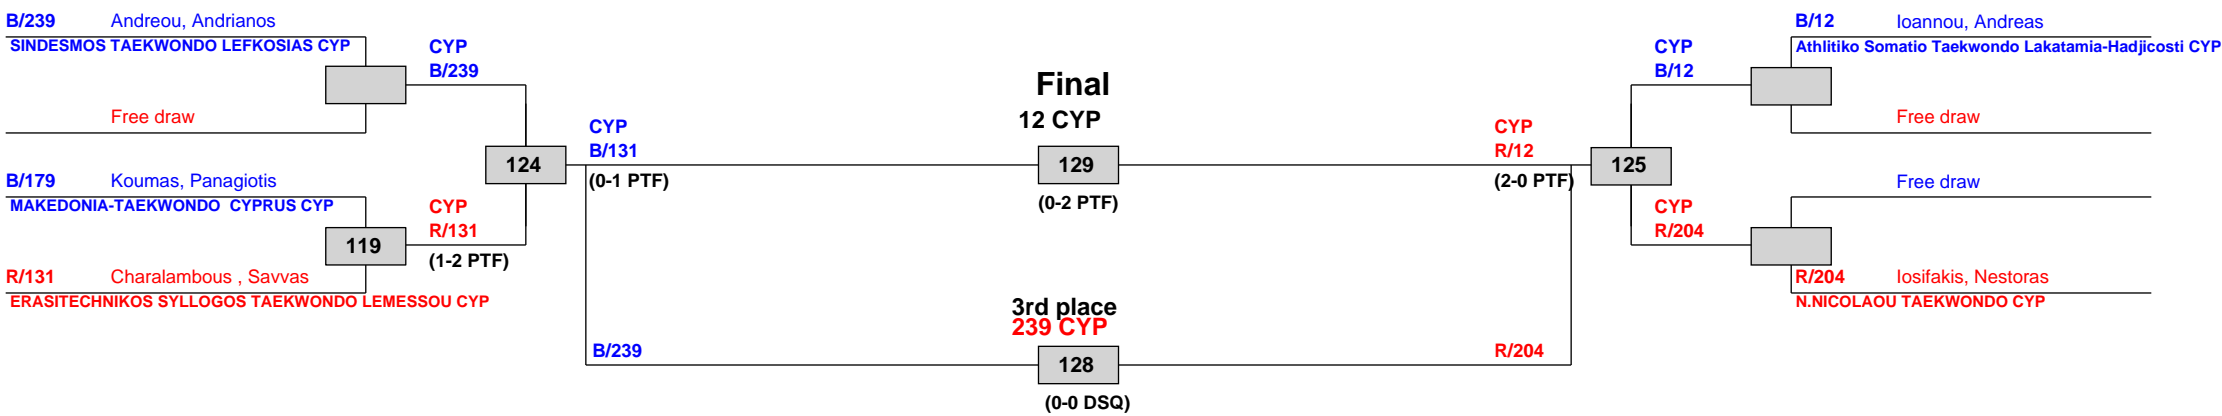 B/239 Andreou, Andrianos
SINDESMOS TAEKWONDO LEFKOSIAS CYP
Free draw
CYP
B/239
B/179 Koumas, Panagiotis
MAKEDONIA-TAEKWONDO  CYPRUS CYP
119
R/131 Charalambous , Savvas
ERASITECHNIKOS SYLLOGOS TAEKWONDO LEMESSOU CYP
CYP
R/131
(1-2 PTF)
124
CYP
B/131
(0-1 PTF)
Final
12 CYP
129
(0-2 PTF)
3rd place
239 CYP
B/239
128
R/204
(0-0 DSQ)
CYP
R/12
(2-0 PTF)
125
CYP
B/12
CYP
R/204
B/12 Ioannou, Andreas
Athlitiko Somatio Taekwondo Lakatamia-Hadjicosti CYP
Free draw
Free draw
R/204 Iosifakis, Nestoras
N.NICOLAOU TAEKWONDO CYP